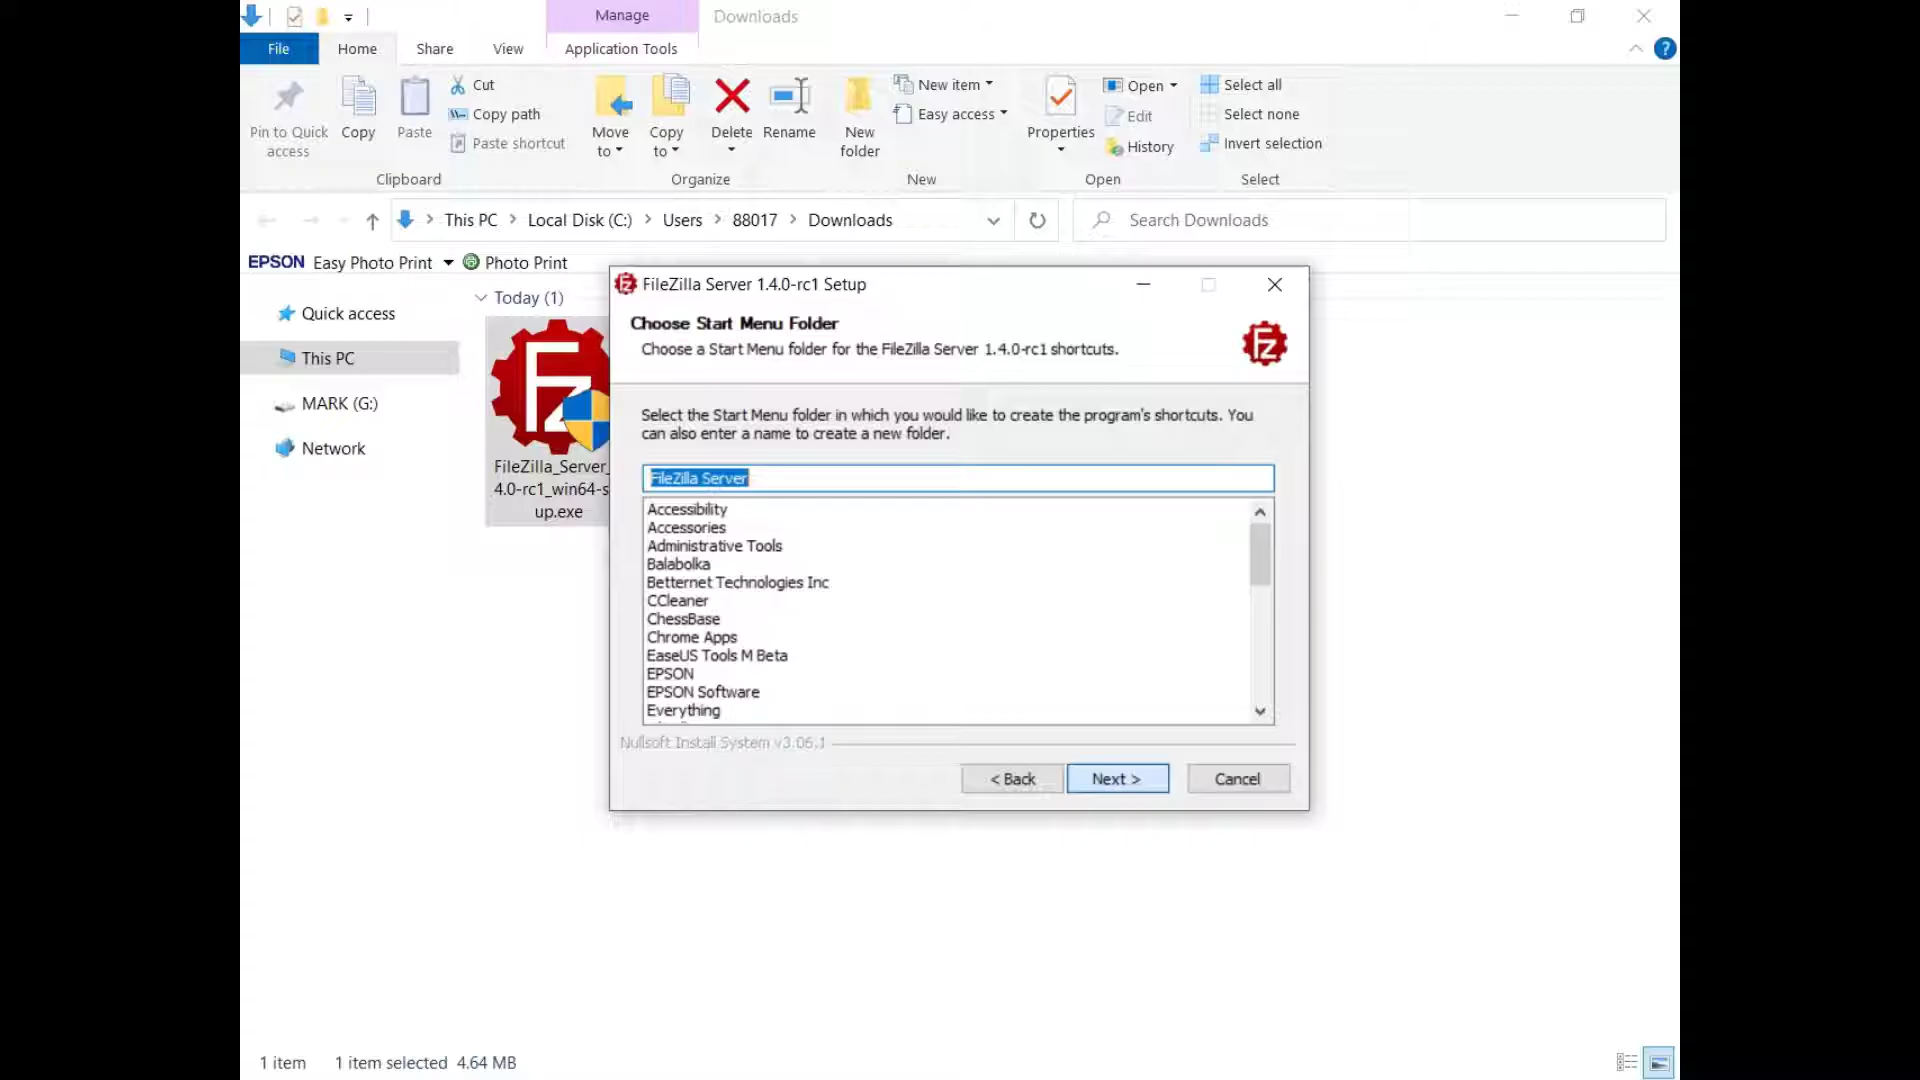 Manage
Downloads
File
Home
Share
View
Application Tools
?
Pin to Quick
access
Copy
Paste
Cut
Copy path
Paste shortcut
Move
to
Copy
to
Delete
Rename
New
folder
New item
Easy access
Properties
Open
Edit
History
Select all
Select none
Invert selection
Clipboard
Organize
New
Open
Select
This PC
Local Disk (C:)
Users
88017
Downloads
Search Downloads
EPSON Easy Photo Print
Photo Print
Quick access
This PC
MARK (G:)
Network
Today (1)
Fz
FileZilla_Server_
4.0-rc1_win64-s
up.exe
Fz FileZilla Server 1.4.0-rc1 Setup
Choose Start Menu Folder
Choose a Start Menu folder for the FileZilla Server 1.4.0-rc1 shortcuts.
Fz
Select the Start Menu folder in which you would like to create the program's shortcuts. You
can also enter a name to create a new folder.
FileZilla Server
Accessibility
Accessories
Administrative Tools
Balabolka
Betternet Technologies Inc
CCleaner
ChessBase
Chrome Apps
EaseUS Tools M Beta
EPSON
EPSON Software
Everything
Nullsoft Install System v3.06.1
< Back
Next >
Cancel
1 item
1 item selected 4.64 MB